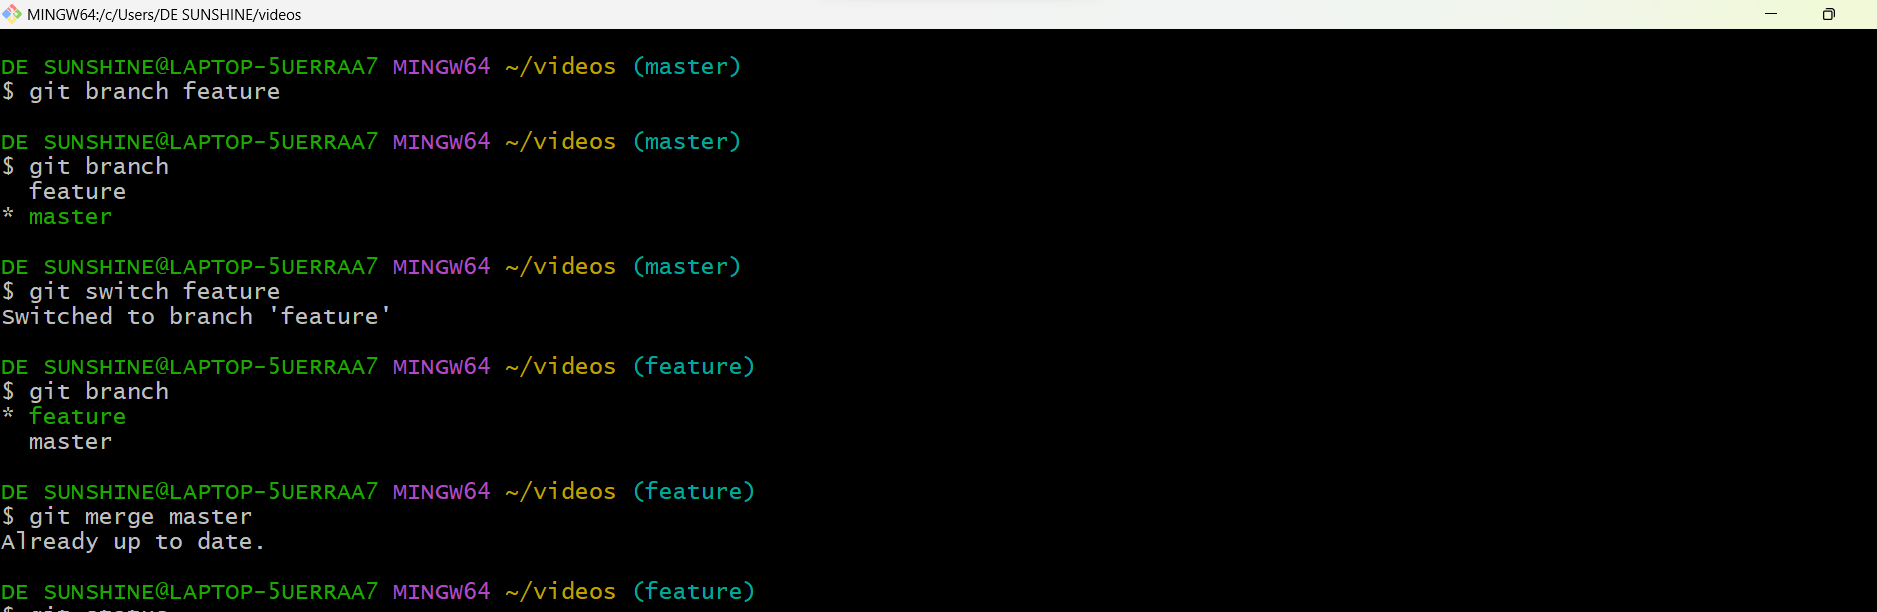 MINGW64:/c/Users/DE SUNSHINE/videos
DE SUNSHINE@LAPTOP-5UERRAA7 MINGW64 ~/videos (master)
$ git branch feature
DE SUNSHINE@LAPTOP-5UERRAA7 MINGW64 ~/videos (master)
$ git branch
feature
* master
DE SUNSHINE@LAPTOP-5UERRAA7 MINGW64 ~/videos (master)
$ git switch feature
Switched to branch 'feature'
DE SUNSHINE@LAPTOP-5UERRAA7 MINGW64 ~/videos (feature)
$ git branch
* feature
master
DE SUNSHINE@LAPTOP-5UERRAA7 MINGW64 ~/videos (feature)
$ git merge master
Already up to date.
DE SUNSHINE@LAPTOP-5UERRAA7 MINGW64 ~/videos (feature)
$ git status